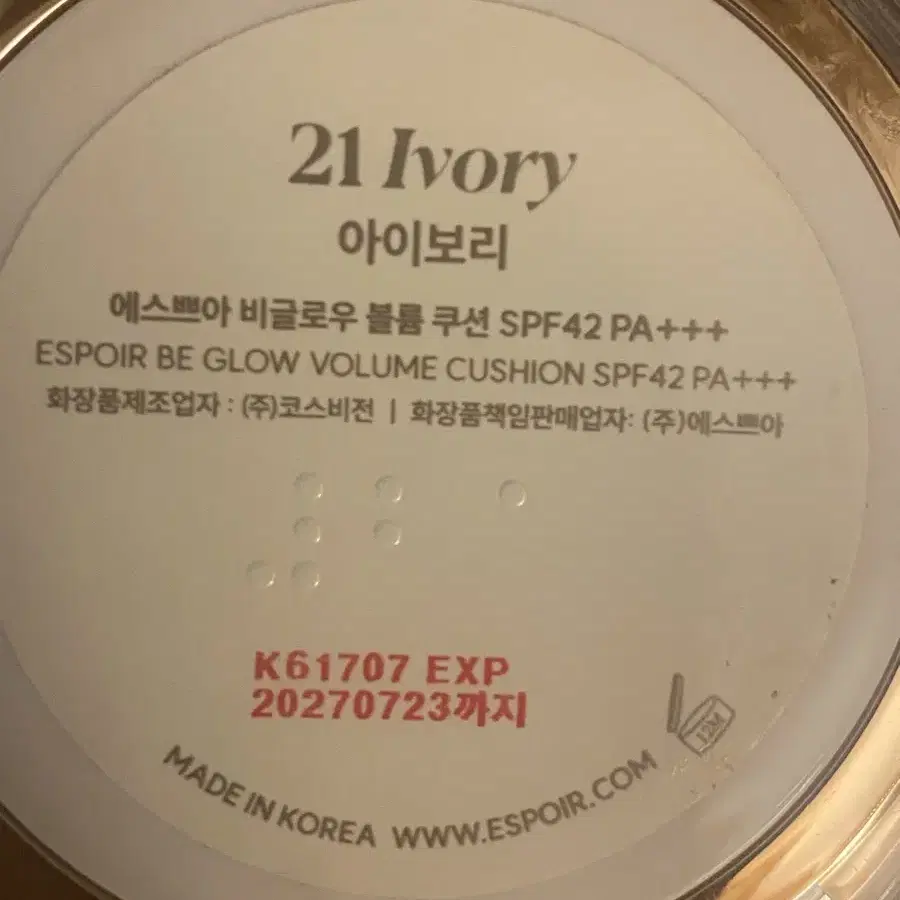 21 Ivory
아이보리
에스쁘아 비글로우 볼륨 쿠션 SPF42 PA+++
ESPOIR BE GLOW VOLUME CUSHION SPF42 PA+++
화장품제조업자 : (주)코스비전 | 화장품책임판매업자: (주)에스쁘아
K61707 EXP
20270723까지
12M
MADE IN KOREA WWW.ESPOIR.COM